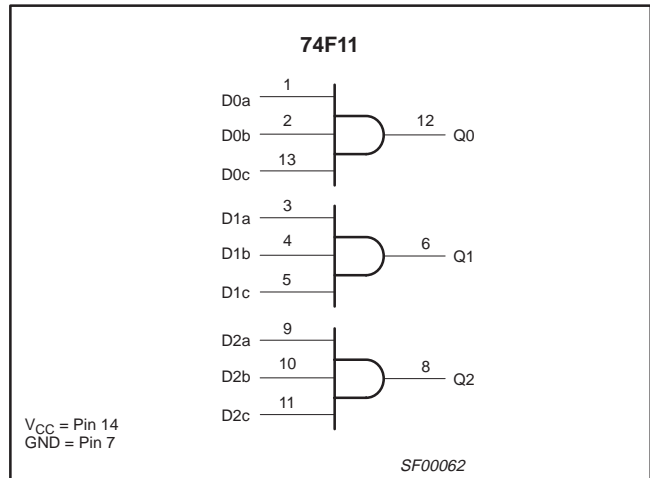 74F11
D0a 1
D0b 2 12 Q0
D0c 13
D1a 3
D1b 4 6 Q1
D1c 5
D2a 9
D2b 10 8 Q2
D2c 11
VCC = Pin 14
GND = Pin 7
SF00062